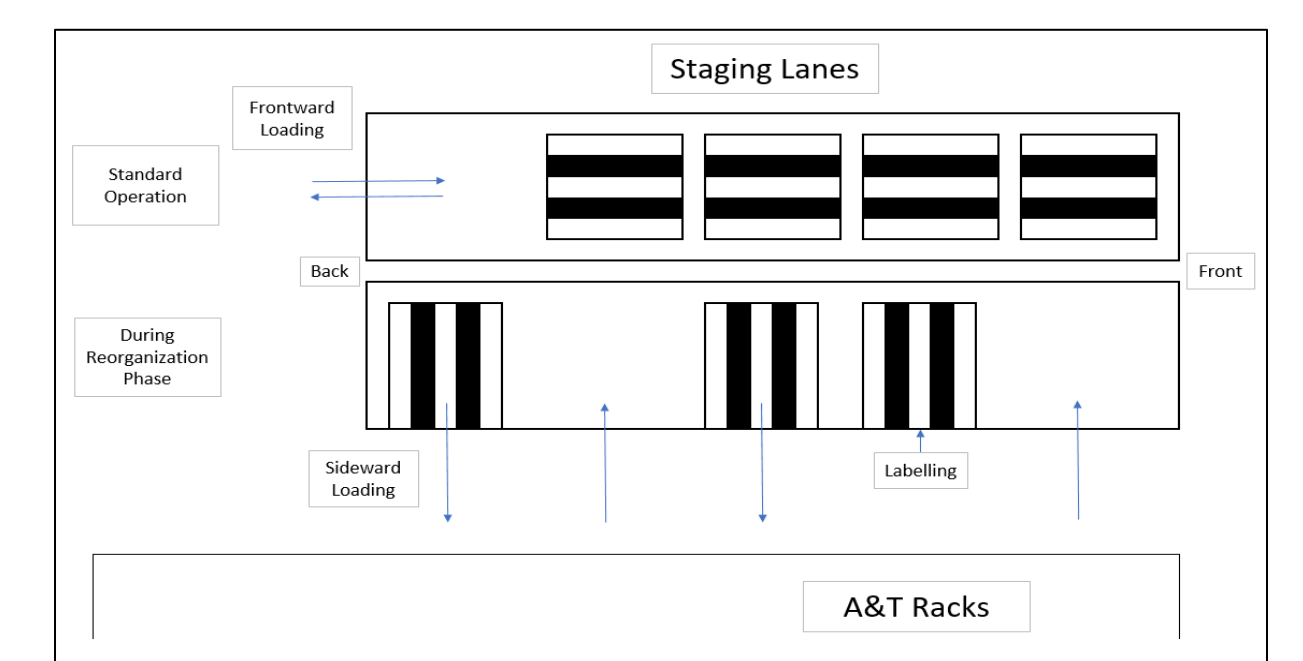 Staging Lanes
Frontward
Loading
Standard
Operation
Back
Front
During
Reorganization
Phase
Sideward
Loading
Labelling
A&T Racks